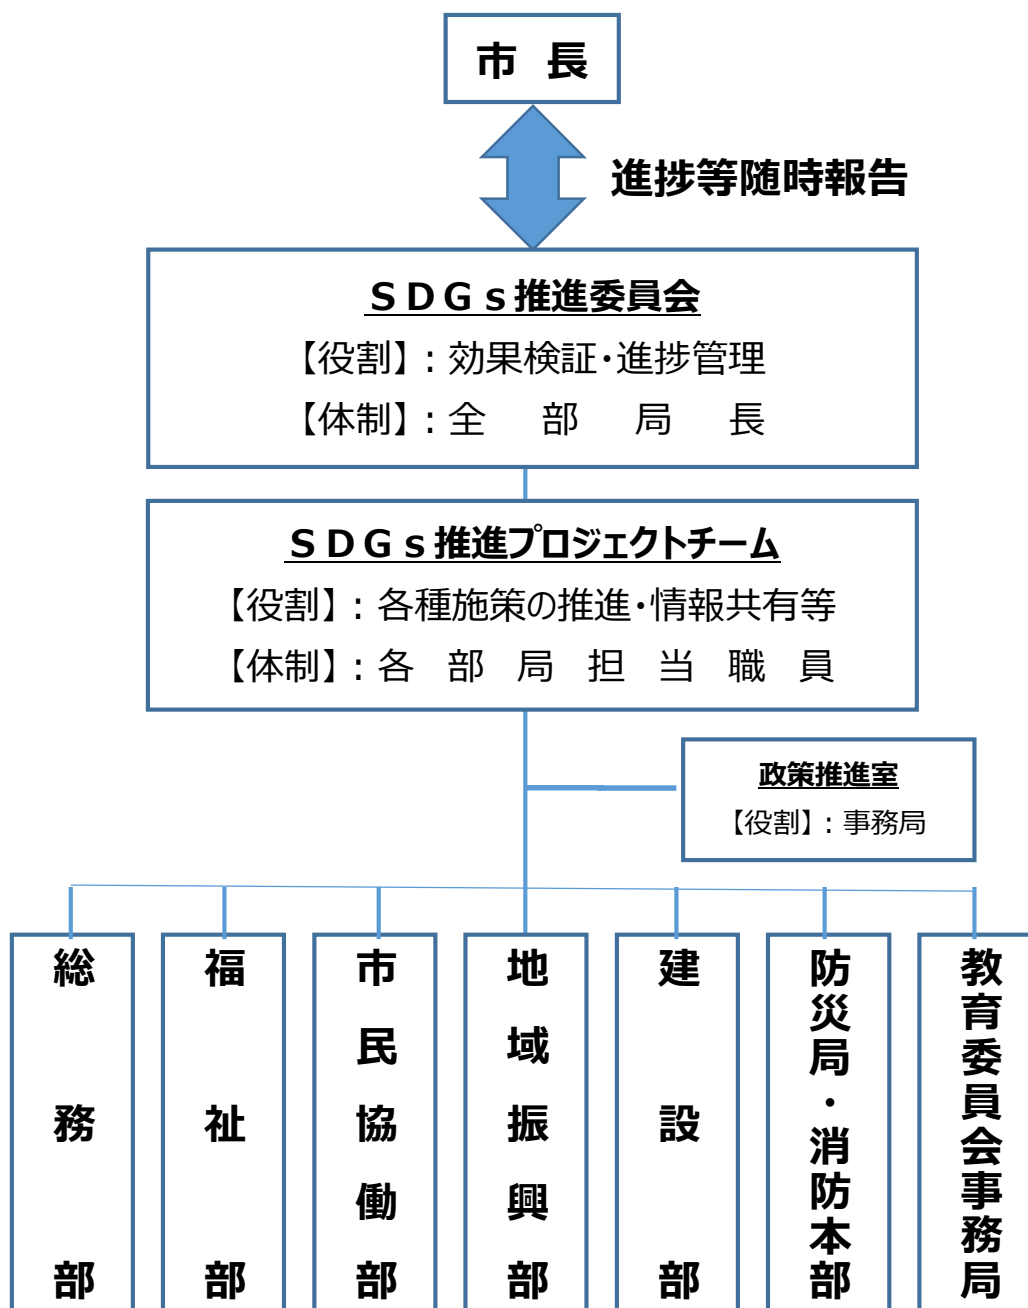 市 長
進捗等随時報告
ＳＤＧｓ推進委員会
【役割】：効果検証・進捗管理
【体制】：全 部 局 長
ＳＤＧｓ推進プロジェクトチーム
【役割】：各種施策の推進・情報共有等
【体制】：各 部 局 担 当 職 員
政策推進室
【役割】：事務局
総務部
福祉部
市民協働部
地域振興部
建設部
防災局・消防本部
教育委員会事務局